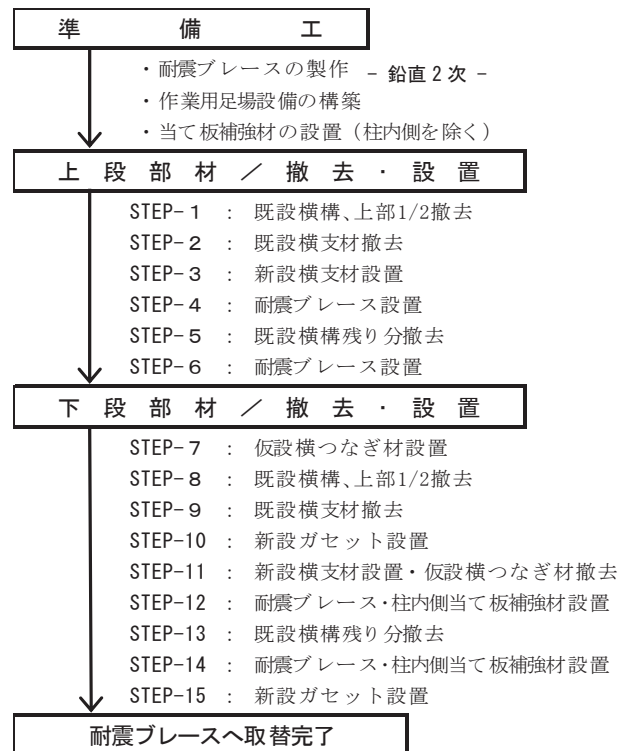 準備工
・耐震ブレースの製作 － 鉛直２次 －
・作業用足場設備の構築
・当て板補強材の設置（柱内側を除く）
上段部材／撤去・設置
STEP-１ ： 既設横構、上部1/2撤去
STEP-２ ： 既設横支材撤去
STEP-３ ： 新設横支材設置
STEP-４ ： 耐震ブレース設置
STEP-５ ： 既設横構残り分撤去
STEP-６ ： 耐震ブレース設置
下段部材／撤去・設置
STEP-７ ： 仮設横つなぎ材設置
STEP-８ ： 既設横構、上部1/2撤去
STEP-９ ： 既設横支材撤去
STEP-10 ： 新設ガセット設置
STEP-11 ： 新設横支材設置・仮設横つなぎ材撤去
STEP-12 ： 耐震ブレース・柱内側当て板補強材設置
STEP-13 ： 既設横構残り分撤去
STEP-14 ： 耐震ブレース・柱内側当て板補強材設置
STEP-15 ： 新設ガセット設置
耐震ブレースへ取替完了